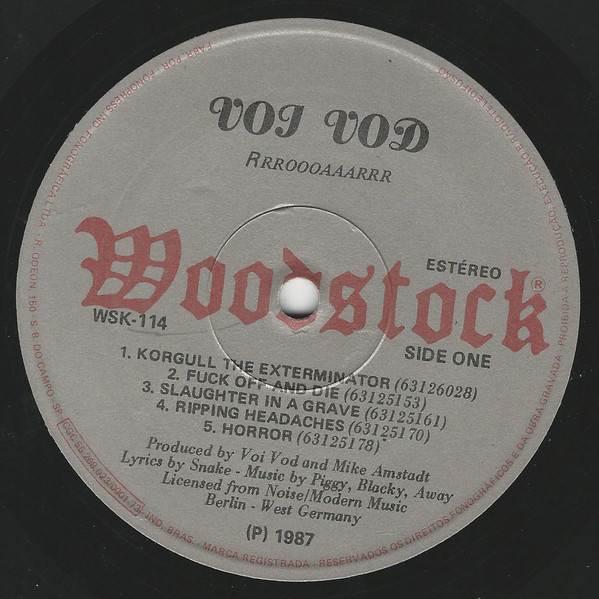 VOI VOD
RRROOOAAARRR
Woodstock®
ESTÉREO
WSK-114
SIDE ONE
1. KORGULL THE EXTERMINATOR (63126028)
2. FUCK OFF AND DIE (63125153)
3. SLAUGHTER IN A GRAVE (63125161)
4. RIPPING HEADACHES (63125170)
5. HORROR (63125178)
Produced by Voi Vod and Mike Amstadt
Lyrics by Snake - Music by Piggy, Blacky, Away
Licensed from Noise/Modern Music
Berlin - West Germany
(P) 1987
FABR. POR FONOPRESS IND. FONOGRÁFICA LTDA. - R. ODEON, 150 - S. B. DO CAMPO - SP -
IND. BRAS. - MARCA REGISTRADA - RESERVADOS OS DIREITOS FONOGRÁFICOS E DA OBRA GRAVADA - PROIBIDA A REPRODUÇÃO, EXECUÇÃO E RADIOTELEDIFUSÃO